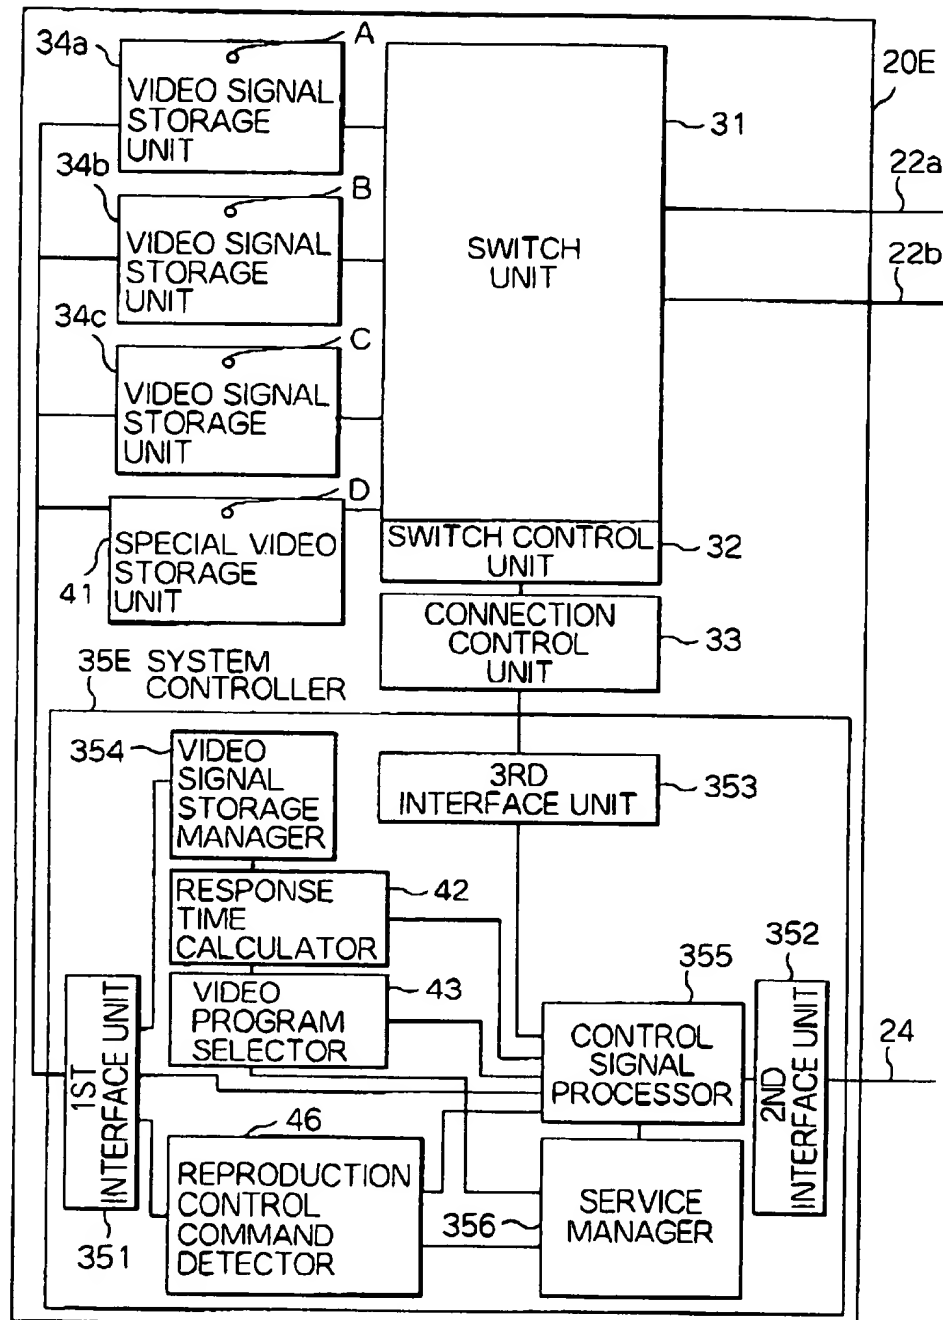 34a
A
VIDEO SIGNAL
STORAGE
UNIT
20E
31
22a
34b
B
VIDEO SIGNAL
STORAGE
UNIT
SWITCH
UNIT
22b
34c
C
VIDEO SIGNAL
STORAGE
UNIT
D
SPECIAL VIDEO
STORAGE
UNIT
41
SWITCH CONTROL
UNIT
32
CONNECTION
CONTROL
UNIT
33
35E SYSTEM
CONTROLLER
354
VIDEO
SIGNAL
STORAGE
MANAGER
3RD
INTERFACE UNIT
353
RESPONSE
TIME
CALCULATOR
42
VIDEO
PROGRAM
SELECTOR
43
355
352
CONTROL
SIGNAL
PROCESSOR
2ND
INTERFACE UNIT
24
1ST
INTERFACE UNIT
351
46
REPRODUCTION
CONTROL
COMMAND
DETECTOR
356
SERVICE
MANAGER